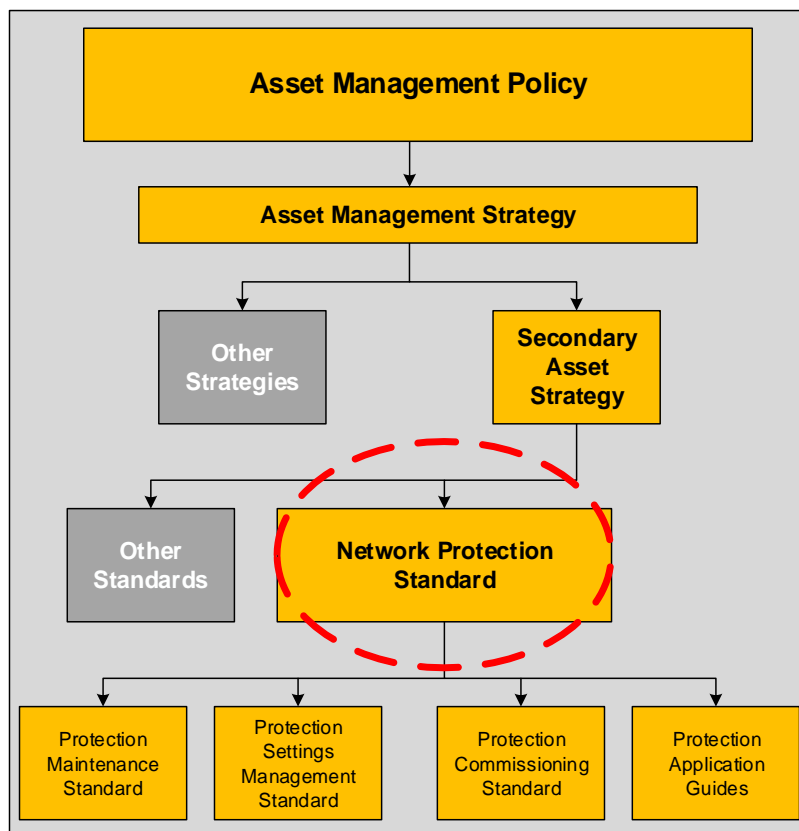 Asset Management Policy
Asset Management Strategy
Other
Strategies
Secondary
Asset
Strategy
Other
Standards
Network Protection
Standard
Protection
Maintenance
Standard
Protection
Settings
Management
Standard
Protection
Commissioning
Standard
Protection
Application
Guides